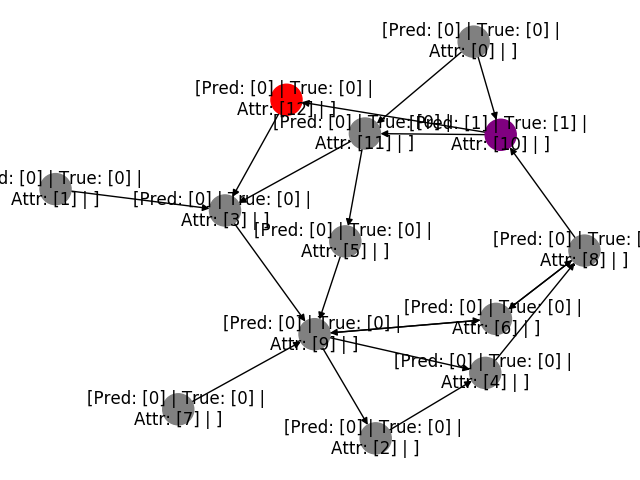 [Pred: [0] | True: [0] |
Attr: [0] | ]
[Pred: [0] | True: [0] |
Attr: [12] | ]
[Pred: [0] | True: [0] |
Attr: [11] | ]
[Pred: [1] | True: [1] |
Attr: [10] | ]
d: [0] | True: [0] |
Attr: [1] | ]
[Pred: [0] | True: [0] |
Attr: [3] | ]
[Pred: [0] | True: [0] |
Attr: [5] | ]
[Pred: [0] | True: [
Attr: [8] | ]
[Pred: [0] | True: [0] |
Attr: [6] | ]
[Pred: [0] | True: [0] |
Attr: [9] | ]
[Pred: [0] | True: [0] |
Attr: [4] | ]
[Pred: [0] | True: [0] |
Attr: [7] | ]
[Pred: [0] | True: [0] |
Attr: [2] | ]